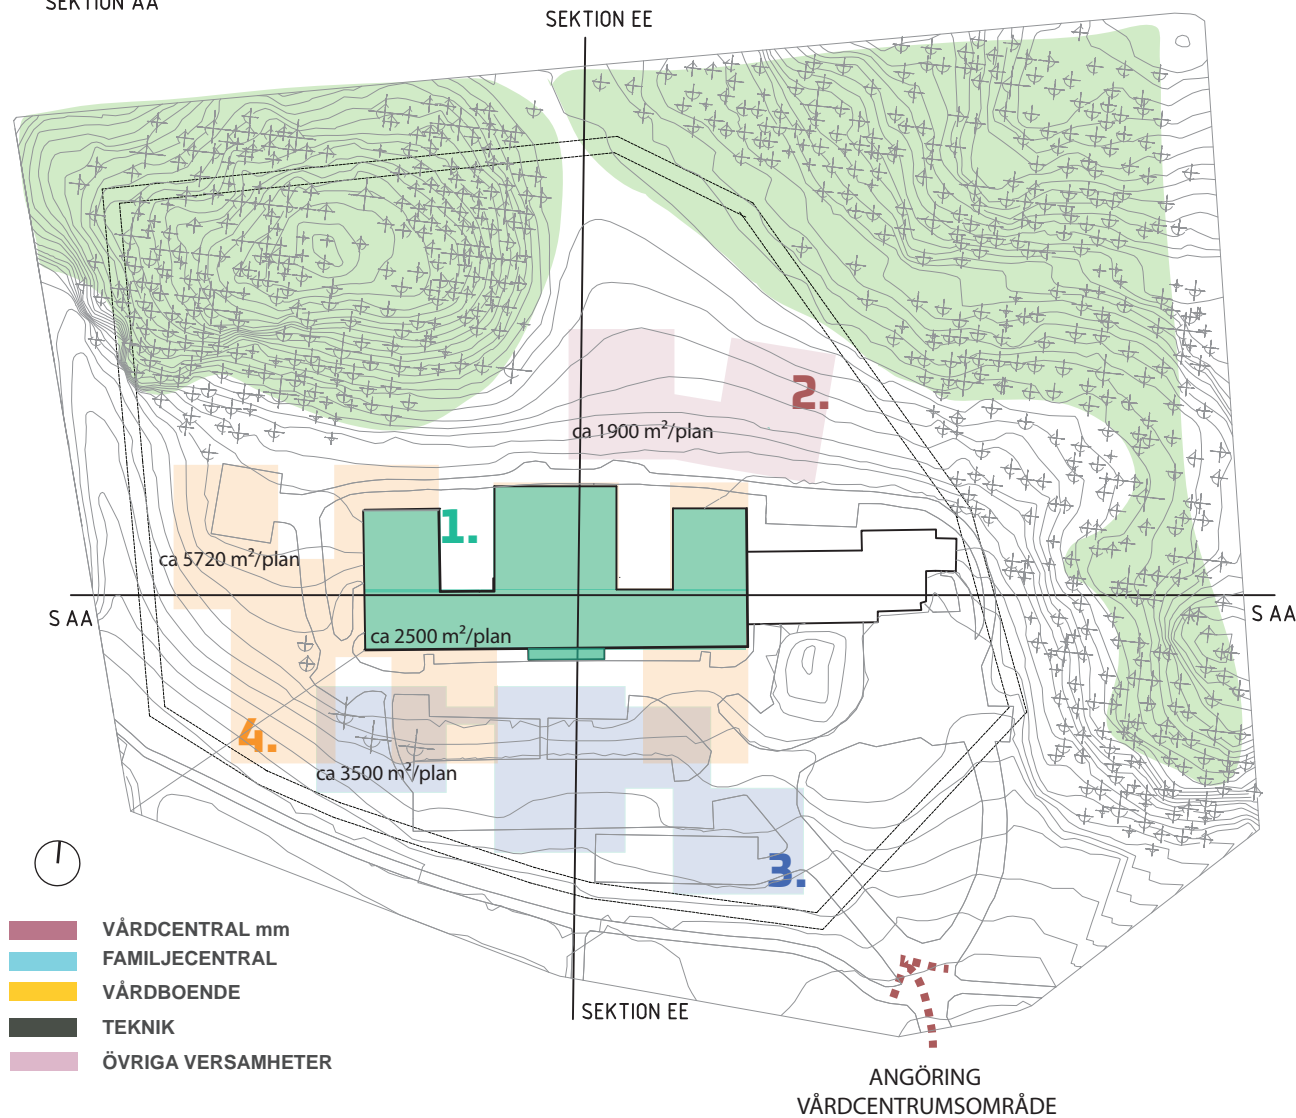 SEKTION AA
SEKTION EE
2.
ca 1900 m²/plan
1.
ca 5720 m²/plan
S AA
S AA
ca 2500 m²/plan
4.
ca 3500 m²/plan
3.
VÅRDCENTRAL mm
FAMILJECENTRAL
VÅRDBOENDE
TEKNIK
ÖVRIGA VERSAMHETER
SEKTION EE
ANGÖRING
VÅRDCENTRUMSOMRÅDE